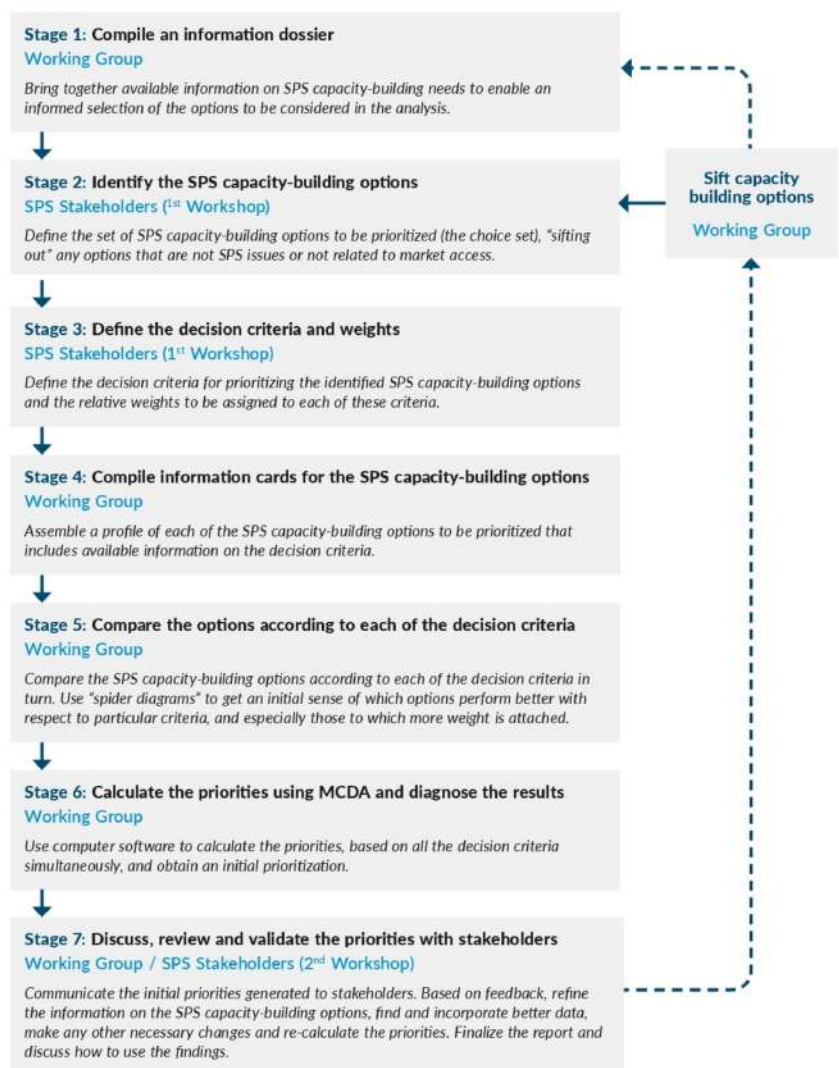 Stage 1: Compile an information dossier
Working Group
Bring together available information on SPS capacity-building needs to enable an
informed selection of the options to be considered in the analysis.
Stage 2: Identify the SPS capacity-building options
SPS Stakeholders (1st Workshop)
Define the set of SPS capacity-building options to be prioritized (the choice set), "sifting
out" any options that are not SPS issues or not related to market access.
Sift capacity
building options
Working Group
Stage 3: Define the decision criteria and weights
SPS Stakeholders (1st Workshop)
Define the decision criteria for prioritizing the identified SPS capacity-building options
and the relative weights to be assigned to each of these criteria.
Stage 4: Compile information cards for the SPS capacity-building options
Working Group
Assemble a profile of each of the SPS capacity-building options to be prioritized that
includes available information on the decision criteria.
Stage 5: Compare the options according to each of the decision criteria
Working Group
Compare the SPS capacity-building options according to each of the decision criteria in
turn. Use "spider diagrams" to get an initial sense of which options perform better with
respect to particular criteria, and especially those to which more weight is attached.
Stage 6: Calculate the priorities using MCDA and diagnose the results
Working Group
Use computer software to calculate the priorities, based on all the decision criteria
simultaneously, and obtain an initial prioritization.
Stage 7: Discuss, review and validate the priorities with stakeholders
Working Group / SPS Stakeholders (2nd Workshop)
Communicate the initial priorities generated to stakeholders. Based on feedback, refine
the information on the SPS capacity-building options, find and incorporate better data,
make any other necessary changes and re-calculate the priorities. Finalize the report and
discuss how to use the findings.